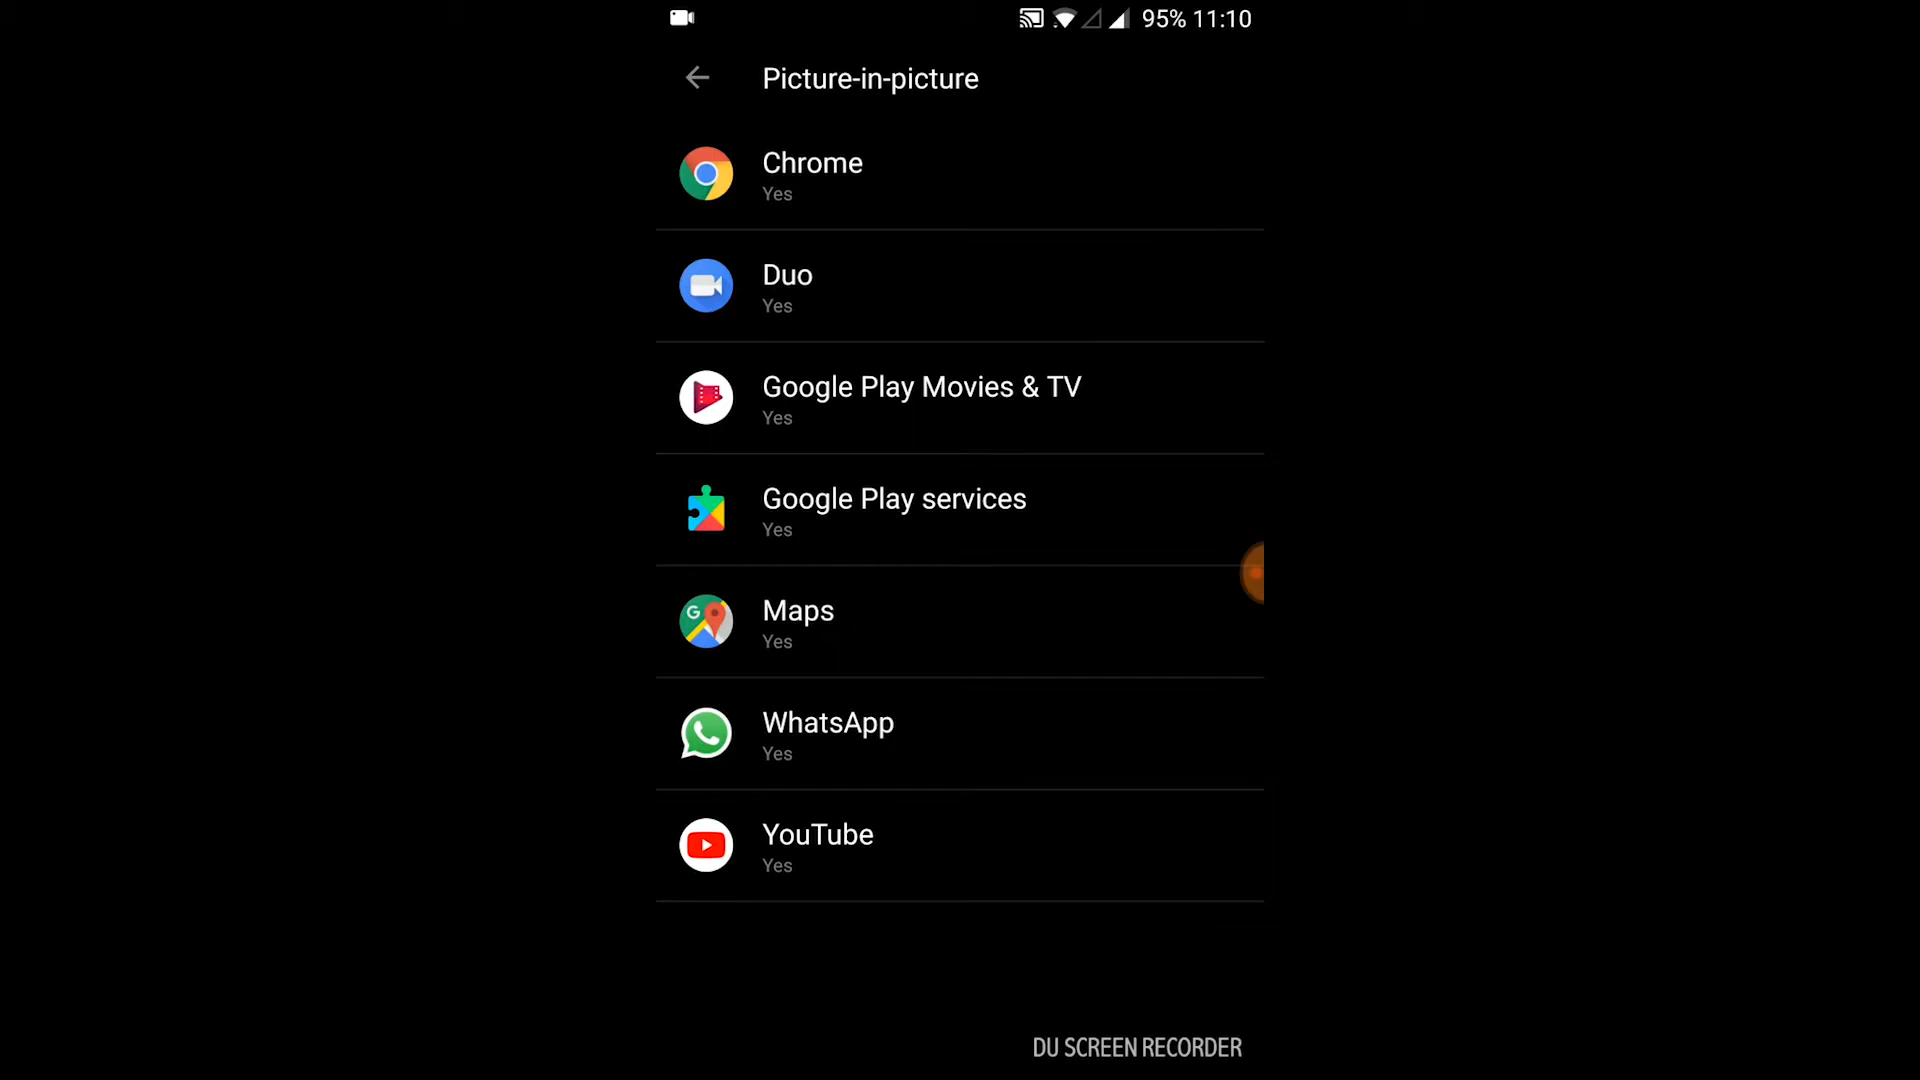 95% 11:10
Picture-in-picture
Chrome
Yes
Duo
Yes
Google Play Movies & TV
Yes
Google Play services
Yes
G
Maps
Yes
WhatsApp
Yes
YouTube
Yes
DU SCREEN RECORDER